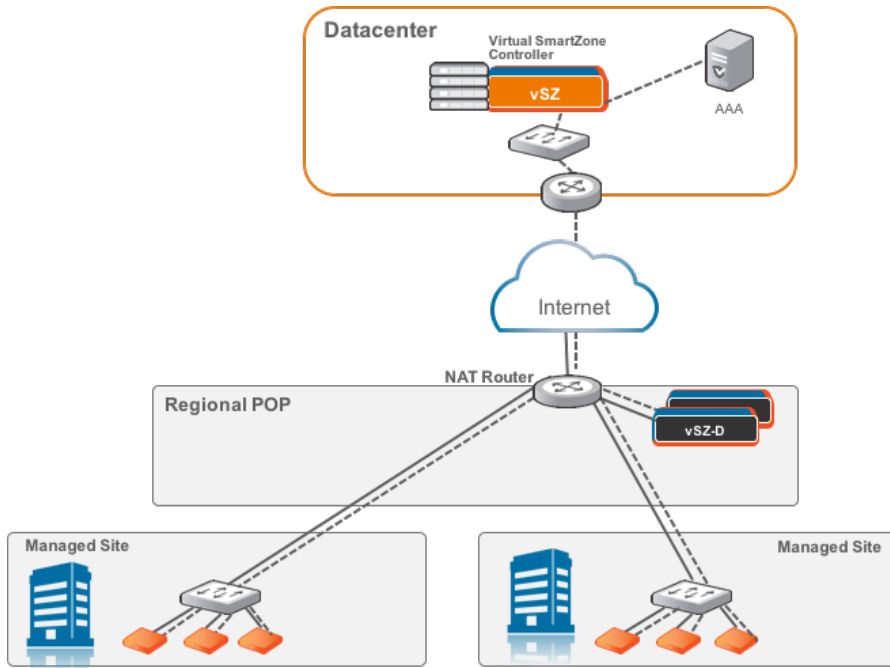 Datacenter
Virtual SmartZone
Controller
vSZ
AAA
Internet
NAT Router
Regional POP
vSZ-D
Managed Site
Managed Site